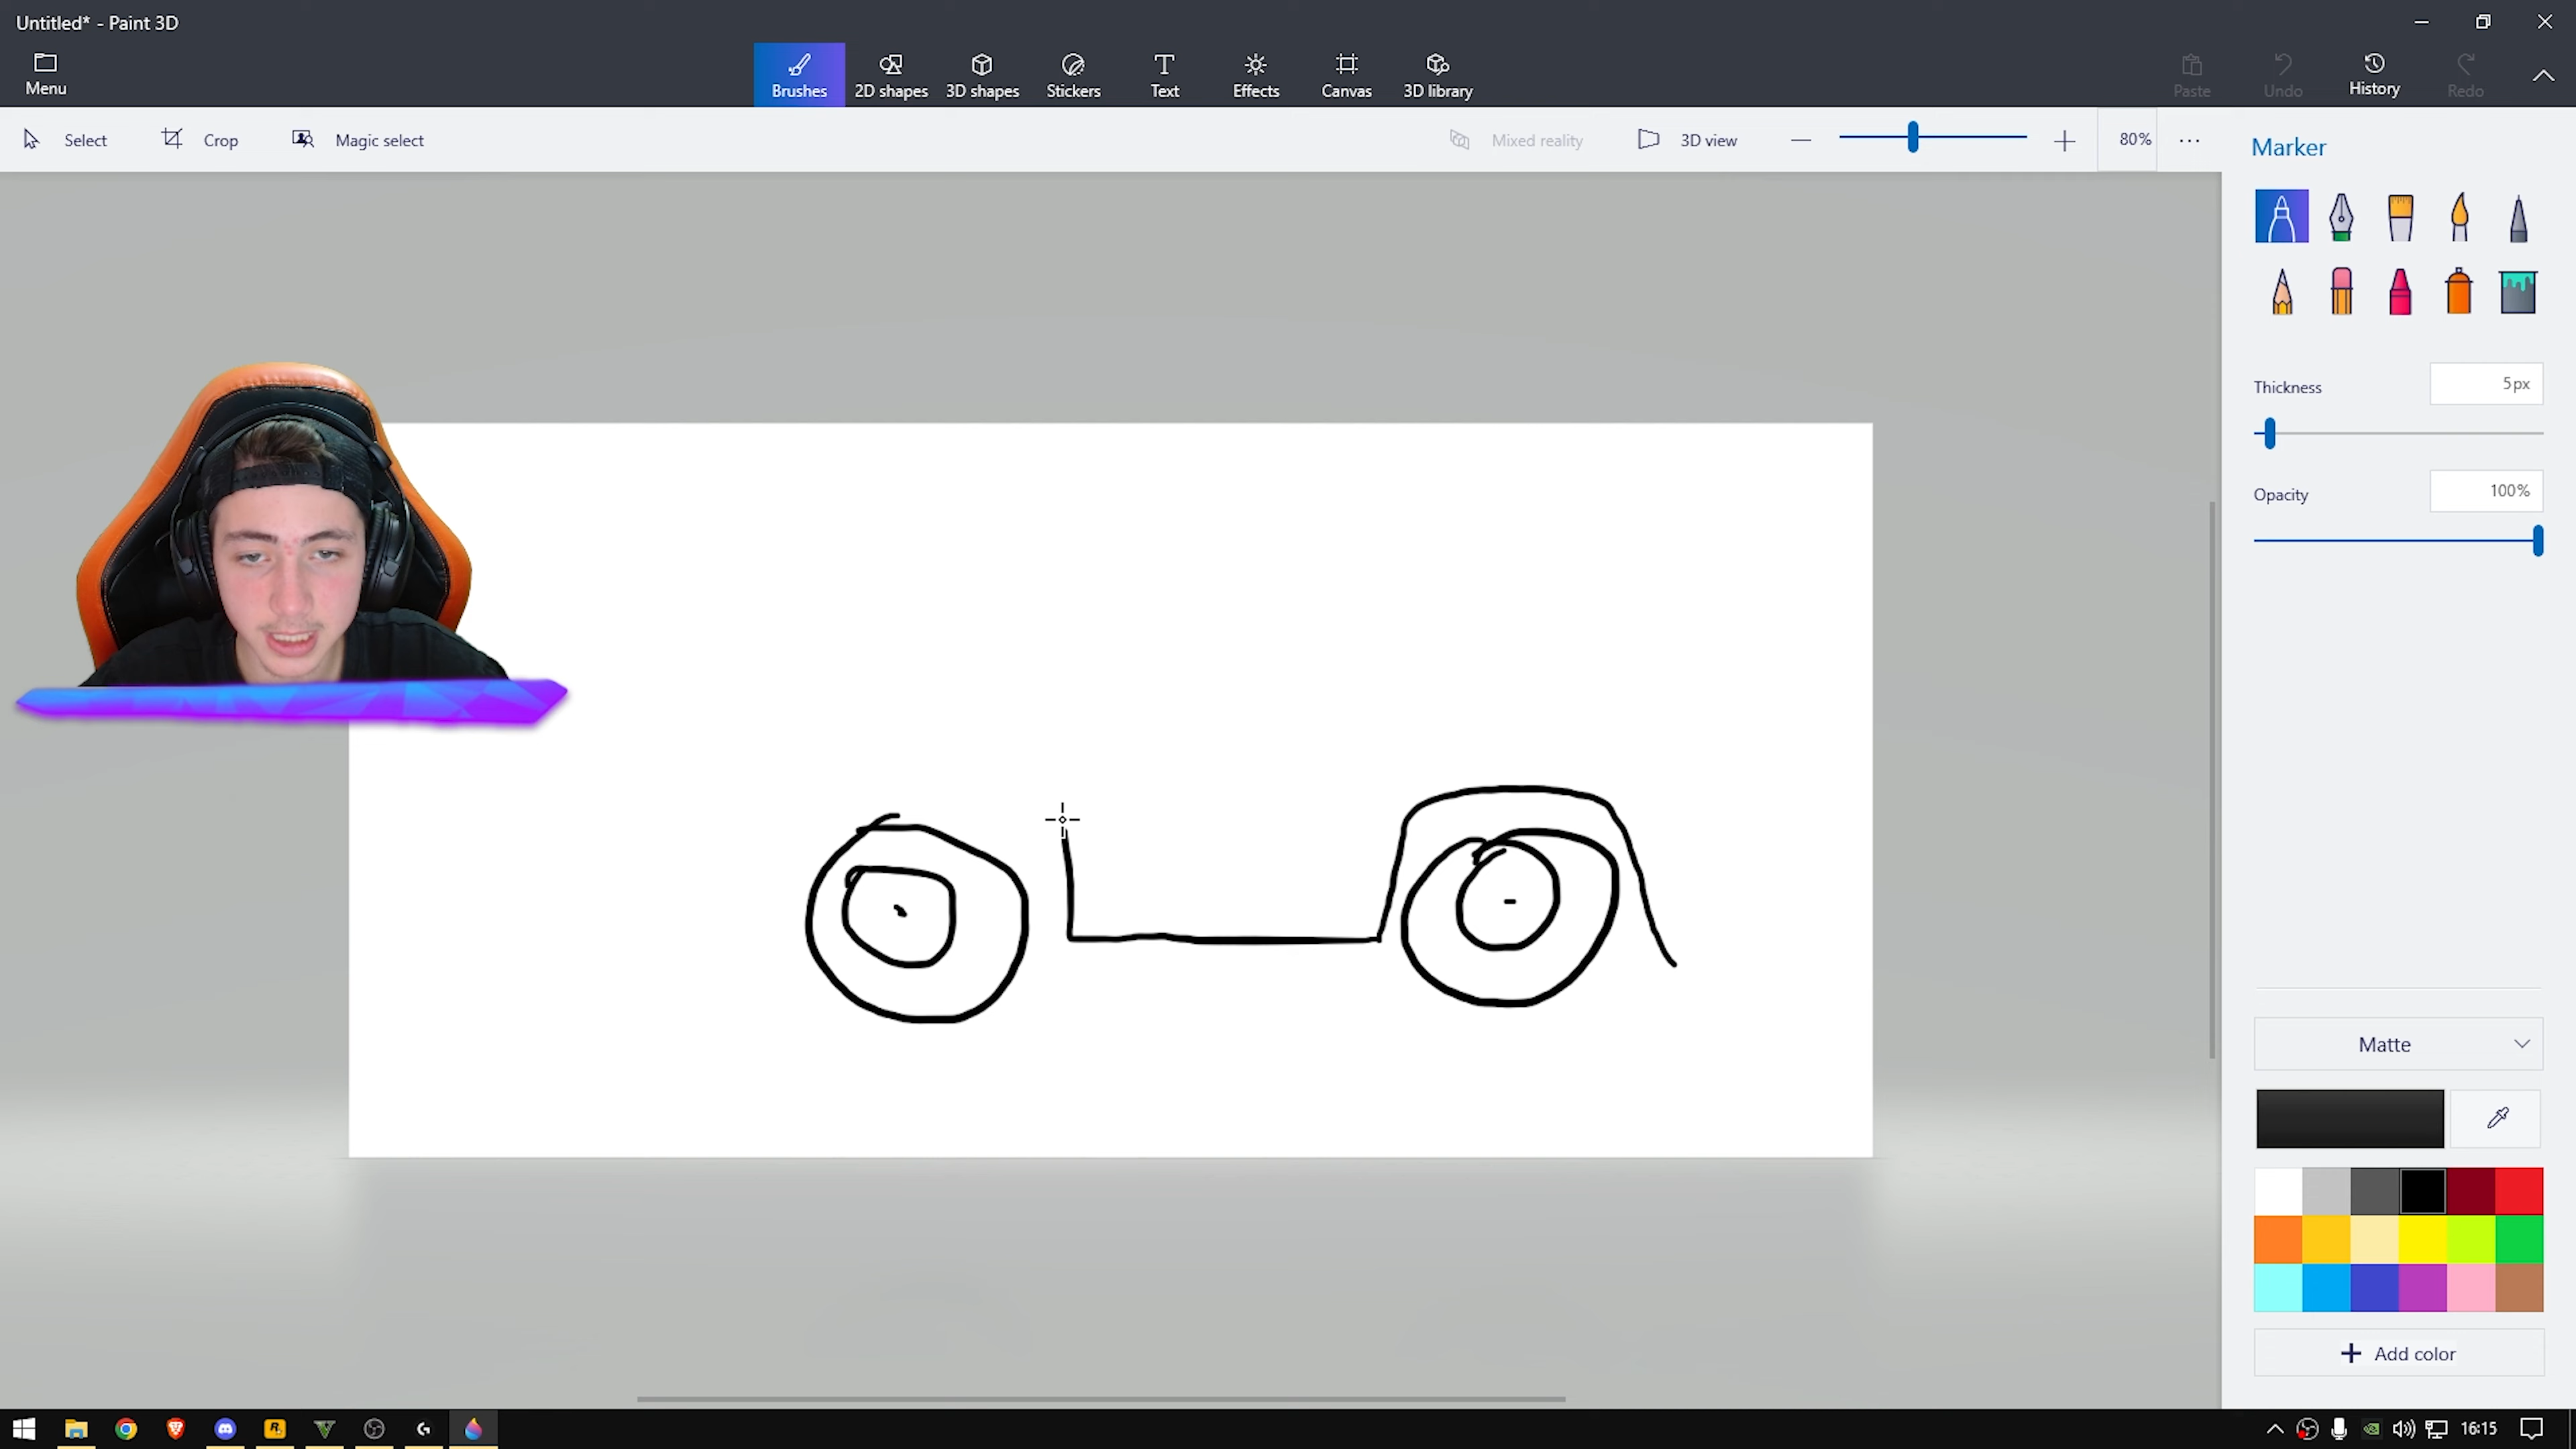 Untitled* - Paint 3D
Menu
Brushes
2D shapes
3D shapes
Stickers
Text
Effects
Canvas
3D library
Paste
Undo
History
Redo
Select
Crop
Magic select
Mixed reality
3D view
80%
Marker
Thickness
5px
Opacity
100%
Matte
Add color
16:15